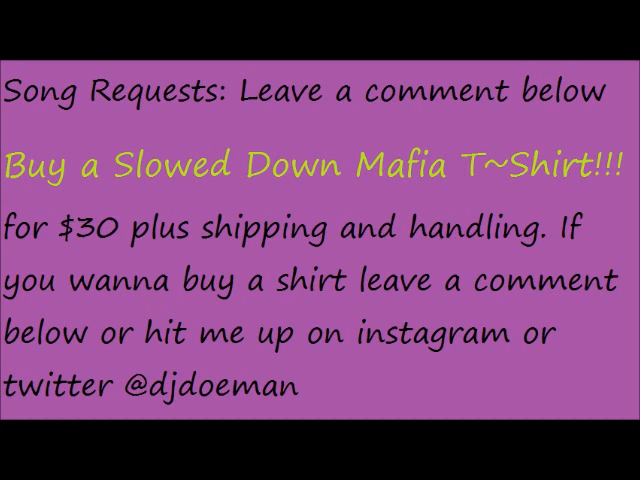 Song Requests: Leave a comment below
Buy a Slowed Down Mafia T~Shirt!!!
for $30 plus shipping and handling. If
you wanna buy a shirt leave a comment
below or hit me up on instagram or
twitter @djdoeman